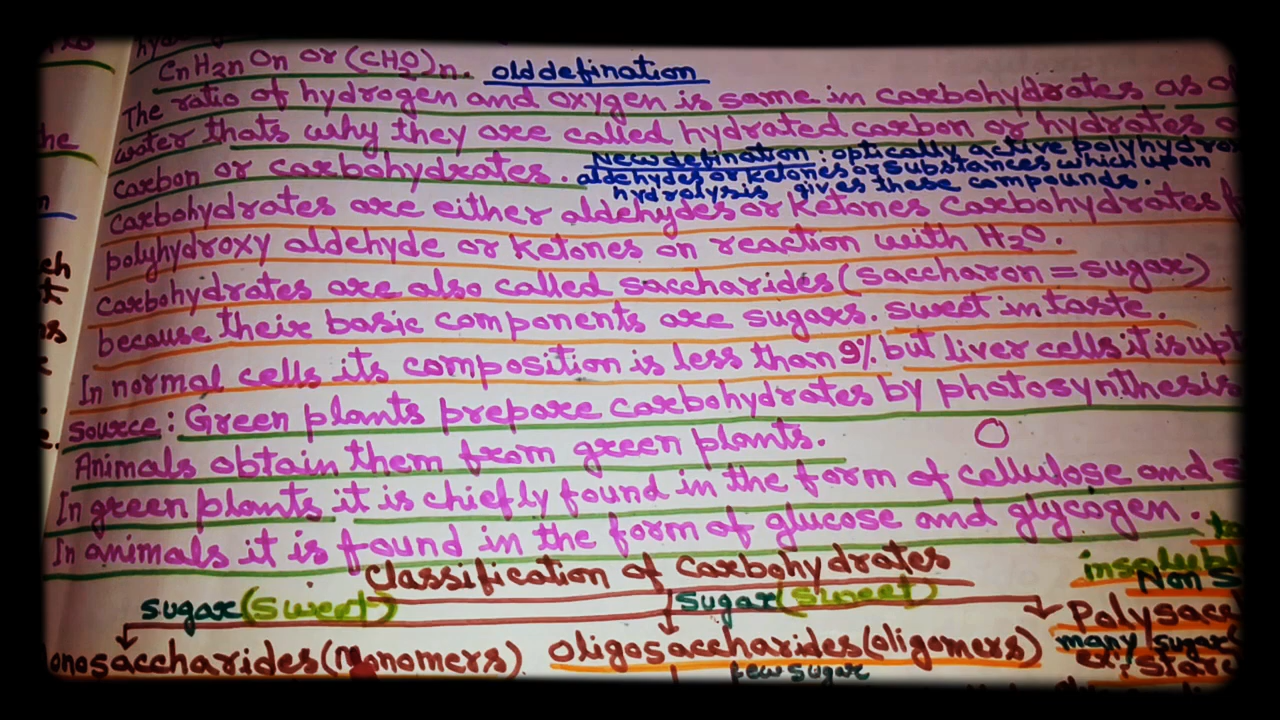 CnH2nOn or (CH2O)n. old defination
The ratio of hydrogen and oxygen is same in carbohydrates as of
water thats why they are called hydrated carbon or hydrates
carbon or carbohydrates.
New defination : optically active polyhydrox
aldehydes or ketones or substances which upon
hydrolysis gives these compounds.
Carbohydrates are either aldehydes or ketones Carbohydrates
polyhydroxy aldehyde or ketones on reaction with H2O.
Carbohydrates are also called saccharides (saccharon = sugar)
because their basic components are sugars. sweet in taste.
In normal cells its composition is less than 9% but liver cells it is upt
Source : Green plants prepare carbohydrates by photosynthesis
Animals obtain them from green plants.
In green plants it is chiefly found in the form of cellulose and s
In animals it is found in the form of glucose and glycogen.
Classification of Carbohydrates
insolubl
Non S
sugar (sweet) sugar (sweet)
onosaccharides (Monomers) Oligosaccharides (oligomers) Polysacc
few sugar
many sugar
ex: Starc